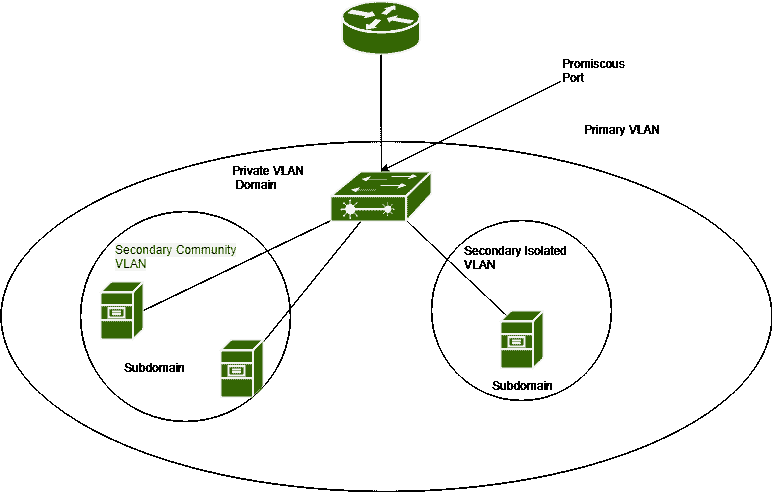 Promiscous
Port
Primary VLAN
Private VLAN
Domain
Secondary Community
VLAN
Secondary Isolated
VLAN
Subdomain
Subdomain